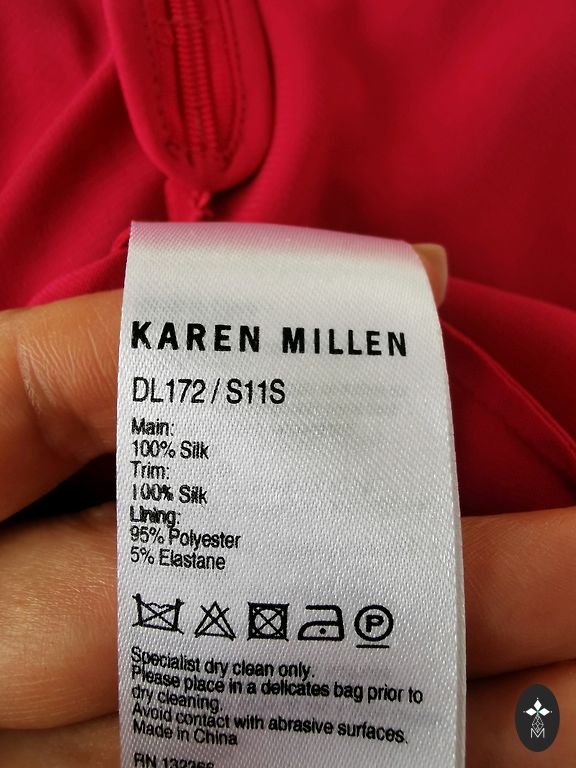 KAREN MILLEN
DL172 / S11S
Main:
100% Silk
Trim:
100% Silk
Lining:
95% Polyester
5% Elastane
P
Specialist dry clean only.
Please place in a delicates bag prior to
dry cleaning.
Avoid contact with abrasive surfaces.
Made in China
RN
M